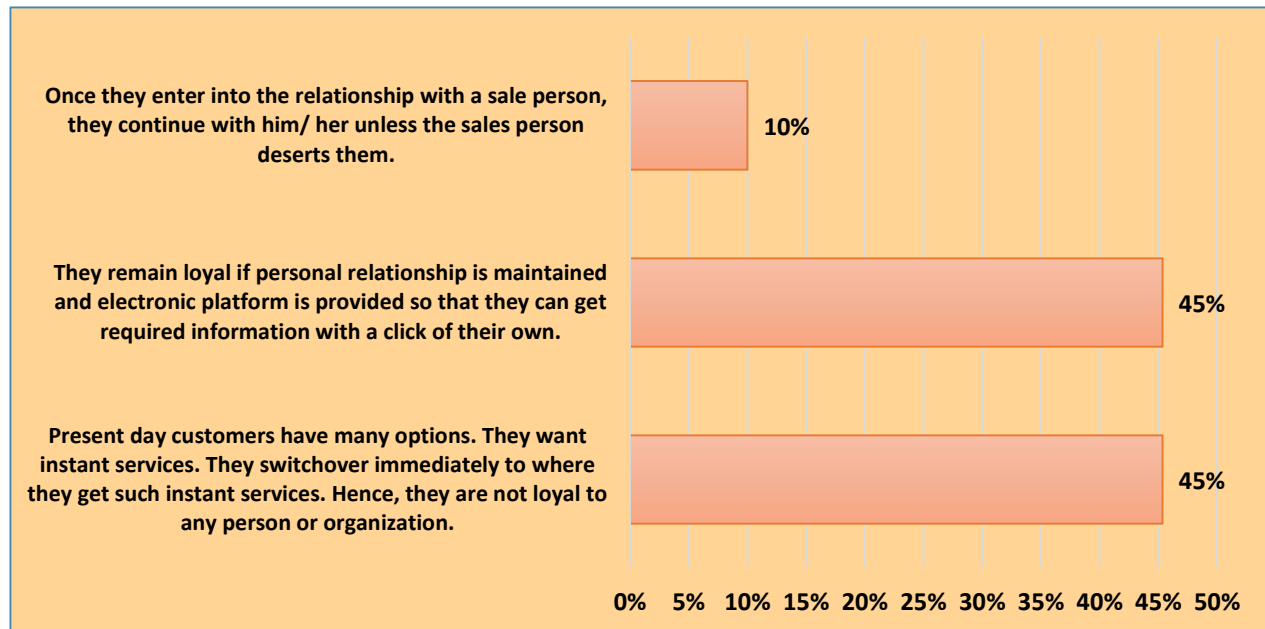 Once they enter into the relationship with a sale person,
they continue with him/ her unless the sales person
deserts them.
10%
They remain loyal if personal relationship is maintained
and electronic platform is provided so that they can get
required information with a click of their own.
45%
Present day customers have many options. They want
instant services. They switchover immediately to where
they get such instant services. Hence, they are not loyal to
any person or organization.
45%
0% 5% 10% 15% 20% 25% 30% 35% 40% 45% 50%